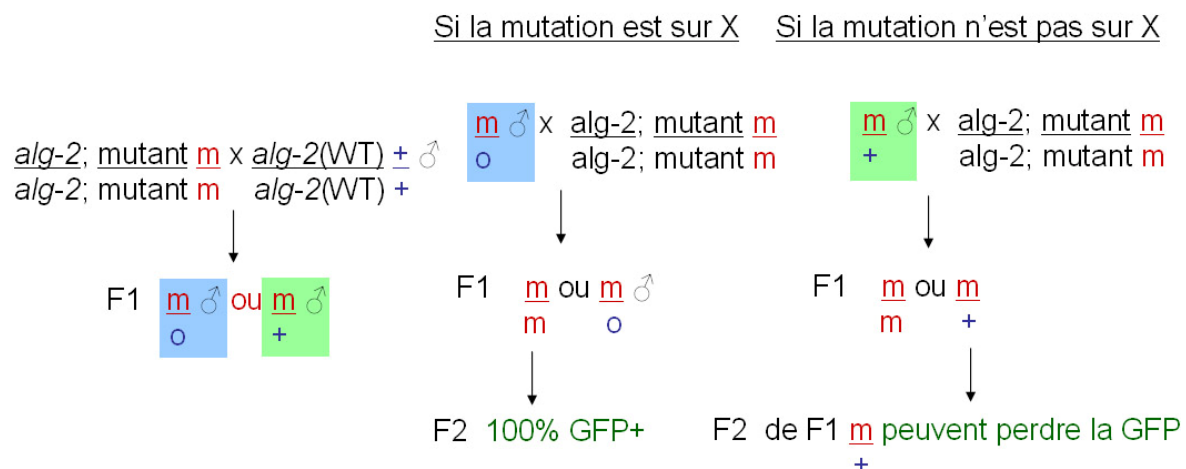 Si la mutation est sur X
Si la mutation n'est pas sur X
alg-2; mutant m x alg-2(WT) + ♂
alg-2; mutant m alg-2(WT) +
F1 m ♂ ou m ♂
o +
m ♂ x alg-2; mutant m
o alg-2; mutant m
F1 m ou m ♂
m o
F2 100% GFP+
m ♂ x alg-2; mutant m
+ alg-2; mutant m
F1 m ou m
m +
F2 de F1 m peuvent perdre la GFP
+